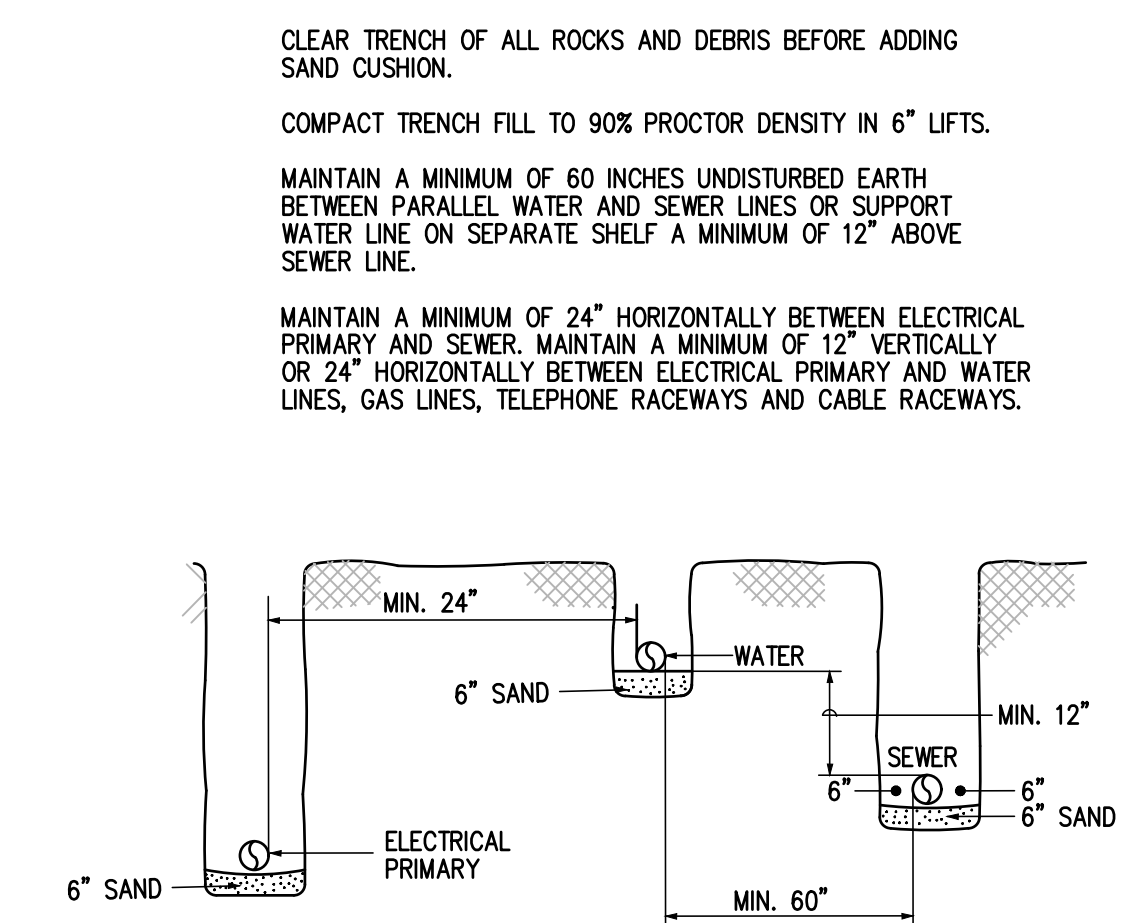 CLEAR TRENCH OF ALL ROCKS AND DEBRIS BEFORE ADDING
SAND CUSHION.
COMPACT TRENCH FILL TO 90% PROCTOR DENSITY IN 6" LIFTS.
MAINTAIN A MINIMUM OF 60 INCHES UNDISTURBED EARTH
BETWEEN PARALLEL WATER AND SEWER LINES OR SUPPORT
WATER LINE ON SEPARATE SHELF A MINIMUM OF 12" ABOVE
SEWER LINE.
MAINTAIN A MINIMUM OF 24" HORIZONTALLY BETWEEN ELECTRICAL
PRIMARY AND SEWER. MAINTAIN A MINIMUM OF 12" VERTICALLY
OR 24" HORIZONTALLY BETWEEN ELECTRICAL PRIMARY AND WATER
LINES, GAS LINES, TELEPHONE RACEWAYS AND CABLE RACEWAYS.
MIN. 24"
WATER
6" SAND
MIN. 12"
SEWER
6"
6"
6" SAND
ELECTRICAL
PRIMARY
6" SAND
MIN. 60"